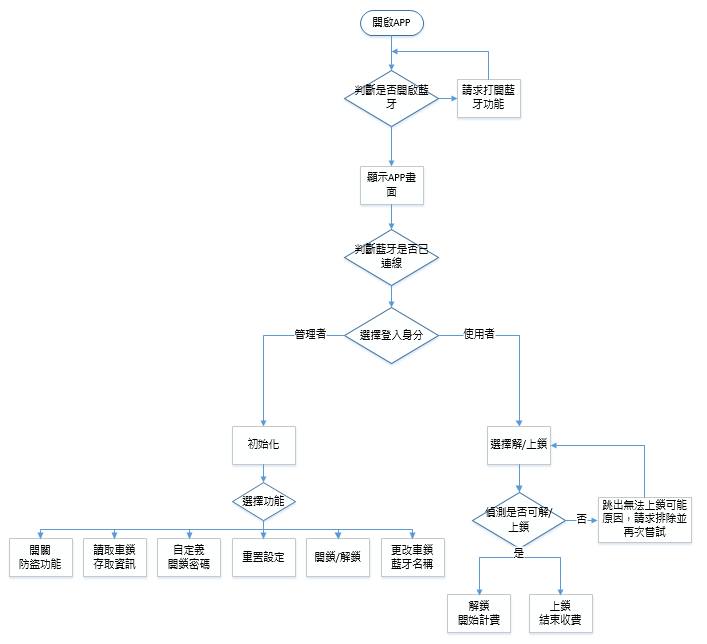 開啟APP
判斷是否開啟藍
牙
請求打開藍
牙功能
顯示APP畫
面
判斷藍牙是否已
連線
選擇登入身分
管理者
使用者
初始化
選擇解/上鎖
選擇功能
偵測是否可解/
上鎖
否
跳出無法上鎖可能
原因，請求排除並
再次嘗試
是
開關
防盜功能
讀取車鎖
存取資訊
自定義
開鎖密碼
重置設定
開鎖/解鎖
更改車鎖
藍牙名稱
解鎖
開始計費
上鎖
結束收費